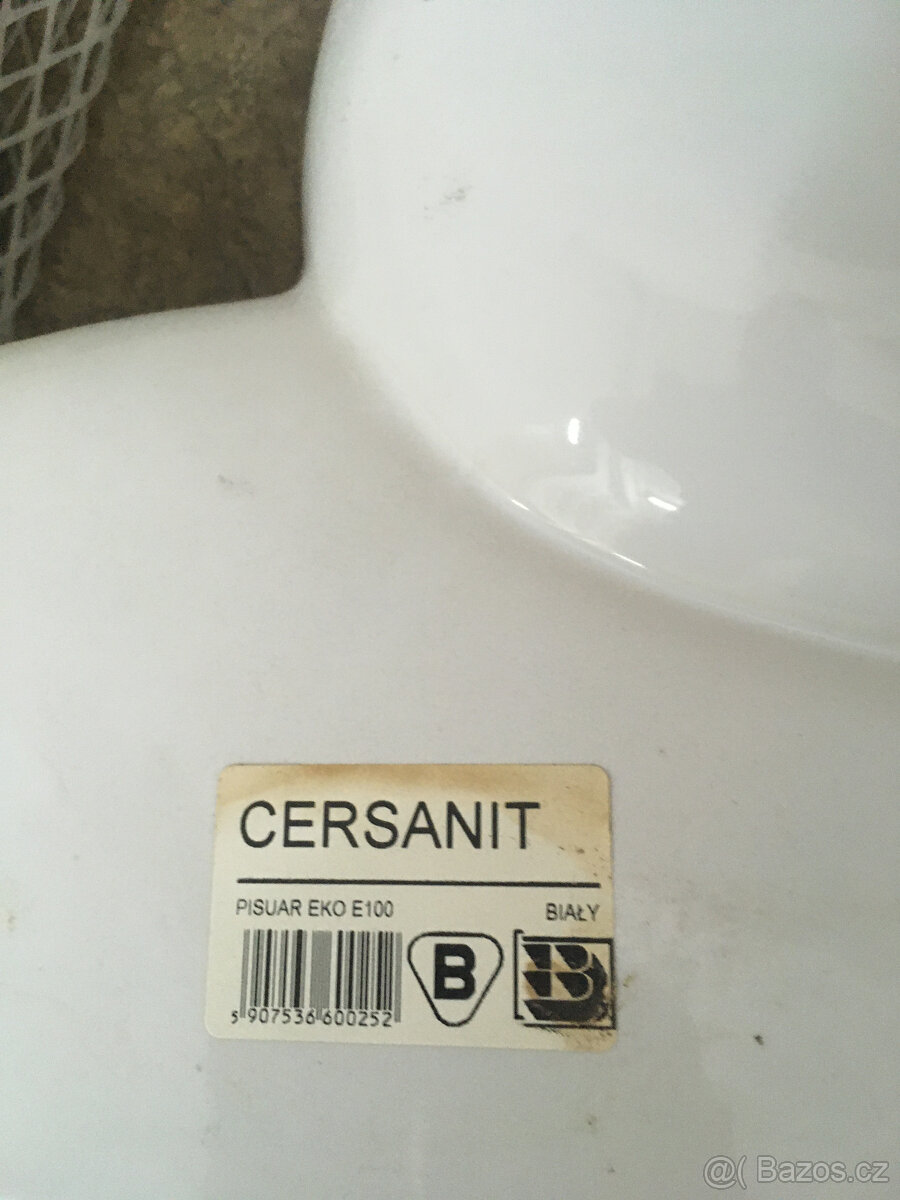 CERSANIT
PISUAR EKO E100 BIAŁY
B B
5 907536 600252
@( Bazos.cz